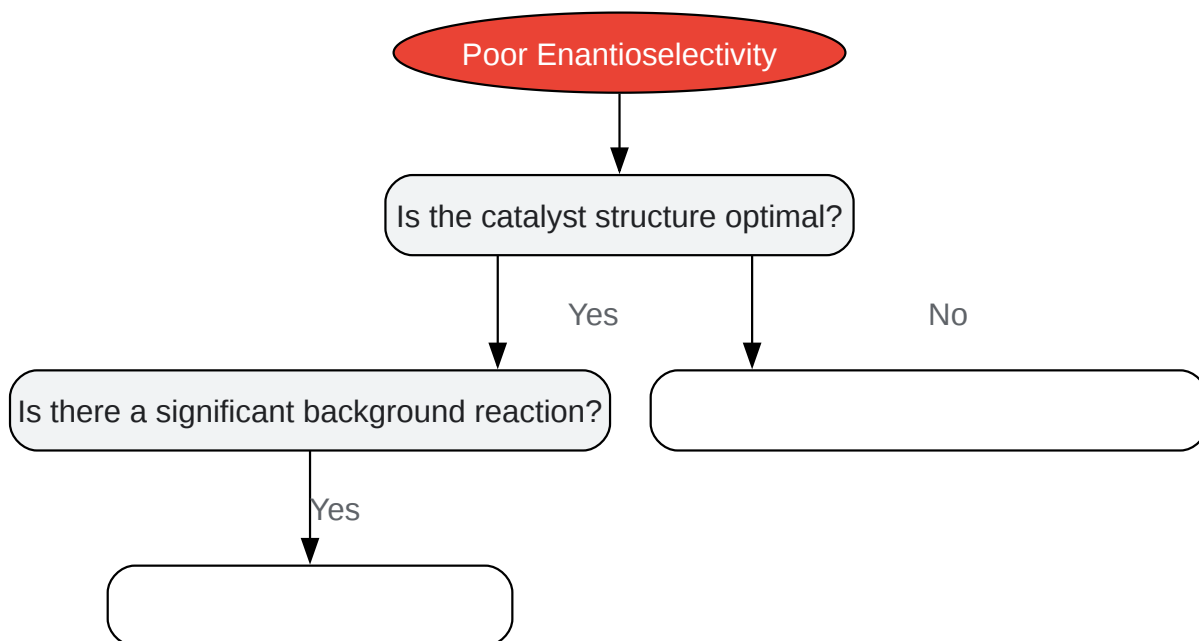 Poor Enantioselectivity
Is the catalyst structure optimal?
Yes
No
Is there a significant background reaction?
Yes